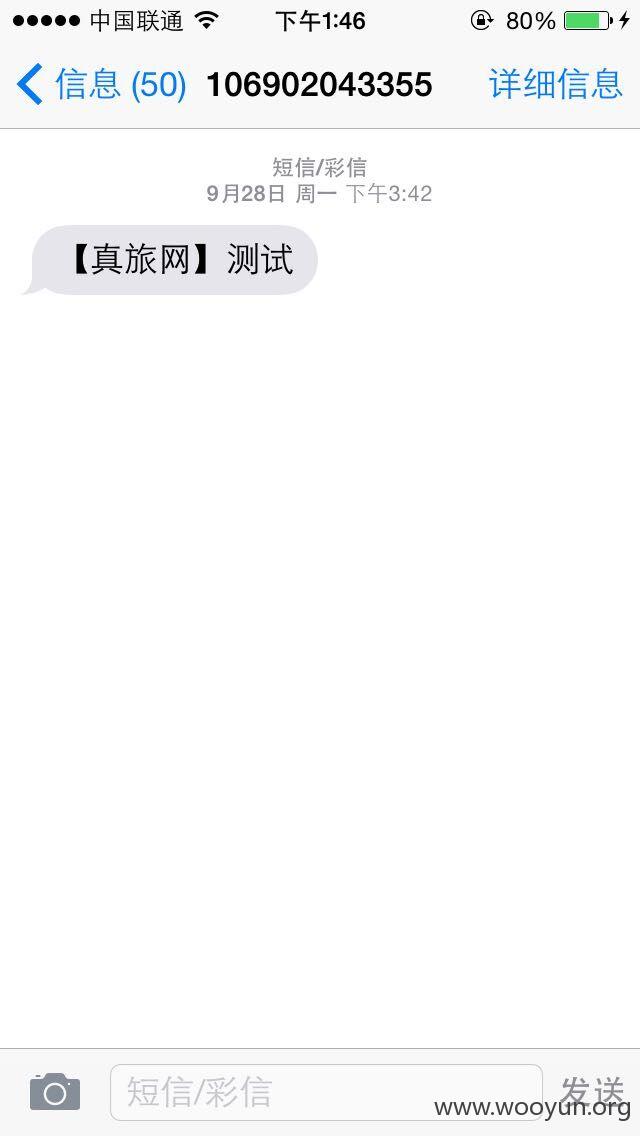 中国联通 下午1:46 80%
信息 (50) 106902043355 详细信息
短信/彩信
9月28日 周一 下午3:42
【真旅网】测试
短信/彩信 发送
www.wooyun.org